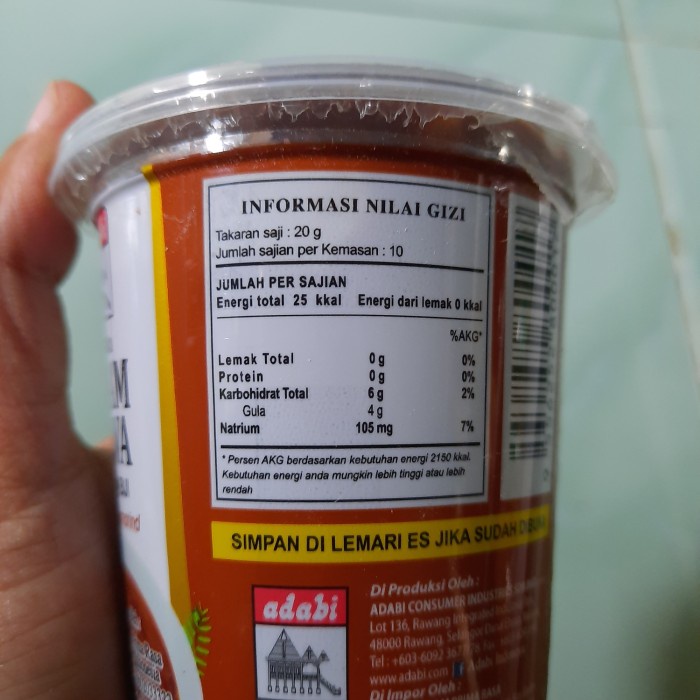 INFORMASI NILAI GIZI
Takaran saji : 20 g
Jumlah sajian per Kemasan : 10
JUMLAH PER SAJIAN
Energi total 25 kkal Energi dari lemak 0 kkal
%AKG*
Lemak Total 0 g 0%
Protein 0 g 0%
Karbohidrat Total 6 g 2%
Gula 4 g
Natrium 105 mg 7%
* Persen AKG berdasarkan kebutuhan energi 2150 kkal.
Kebutuhan energi anda mungkin lebih tinggi atau lebih
rendah
SIMPAN DI LEMARI ES JIKA SUDAH
adabi
Di Produksi Oleh :
ADABI CONSUMER
Lot 136, Rawang Integrated
48000 Rawang,
Tel : +603-6092
www.adabi.com
Di Impor Oleh :